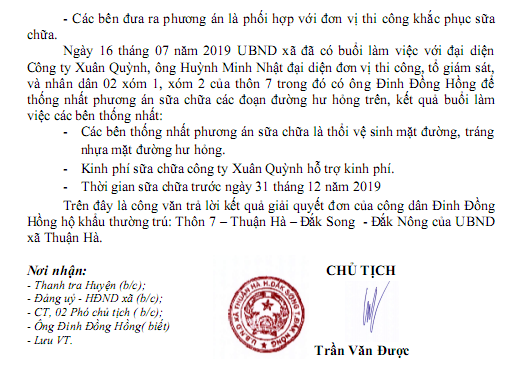 - Các bên đưa ra phương án là phối hợp với đơn vị thi công khắc phục sữa
chữa.
Ngày 16 tháng 07 năm 2019 UBND xã đã có buổi làm việc với đại diện
Công ty Xuân Quỳnh, ông Huỳnh Minh Nhật đại diện đơn vị thi công, tổ giám sát,
và nhân dân 02 xóm 1, xóm 2 của thôn 7 trong đó có ông Đinh Đồng Hồng để
thống nhất phương án sữa chữa các đoạn đường hư hỏng trên, kết quả buổi làm
việc các bên thống nhất:
- Các bên thống nhất phương án sữa chữa là thổi vệ sinh mặt đường, tráng
nhựa mặt đường hư hỏng.
- Kinh phí sữa chữa công ty Xuân Quỳnh hỗ trợ kinh phí.
- Thời gian sữa chữa trước ngày 31 tháng 12 năm 2019
Trên đây là công văn trả lời kết quả giải quyết đơn của công dân Đinh Đồng
Hồng hộ khẩu thường trú: Thôn 7 – Thuận Hà – Đắk Song - Đắk Nông của UBND
xã Thuận Hà.
Nơi nhận:
- Thanh tra Huyện (b/c);
- Đảng uỷ - HĐND xã (b/c);
- CT, 02 Phó chủ tịch ( b/c);
- Ông Đinh Đồng Hồng( biết)
- Lưu VT.
CHỦ TỊCH
U.B.N.D XÃ THUẬN HÀ H.ĐẮK SONG T.ĐẮK NÔNG
Trần Văn Được